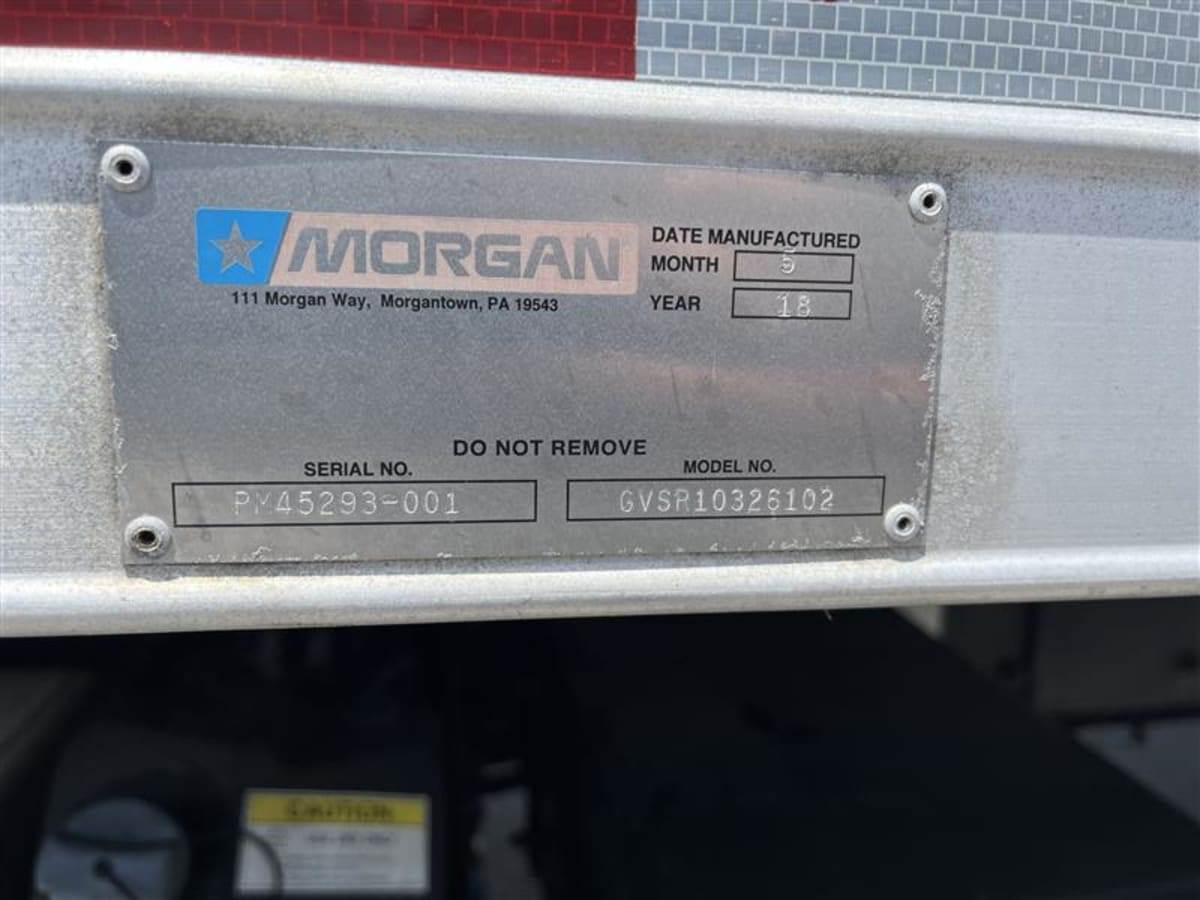 MORGAN
111 Morgan Way, Morgantown, PA 19543
DATE MANUFACTURED
MONTH 5
YEAR 18
DO NOT REMOVE
SERIAL NO.
PM45293-001
MODEL NO.
GVSR10326102
CAUTION